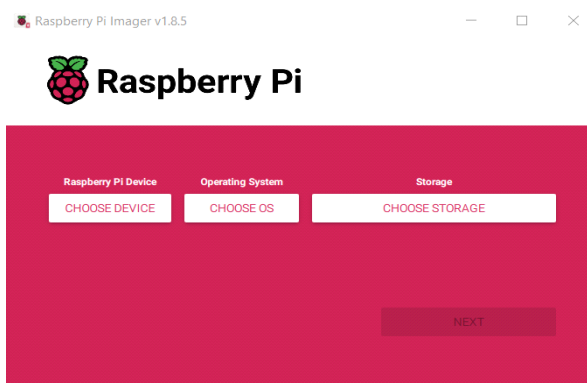 Raspberry Pi Imager v1.8.5
Raspberry Pi
Raspberry Pi Device Operating System Storage
CHOOSE DEVICE CHOOSE OS CHOOSE STORAGE
NEXT